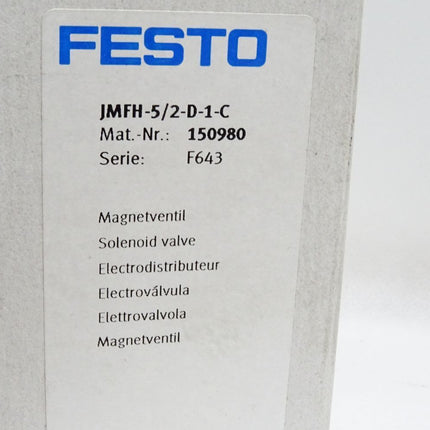 FESTO
JMFH-5/2-D-1-C
Mat.-Nr.: 150980
Serie: F643
Magnetventil
Solenoid valve
Electrodistributeur
Electroválvula
Elettrovalvola
Magnetventil